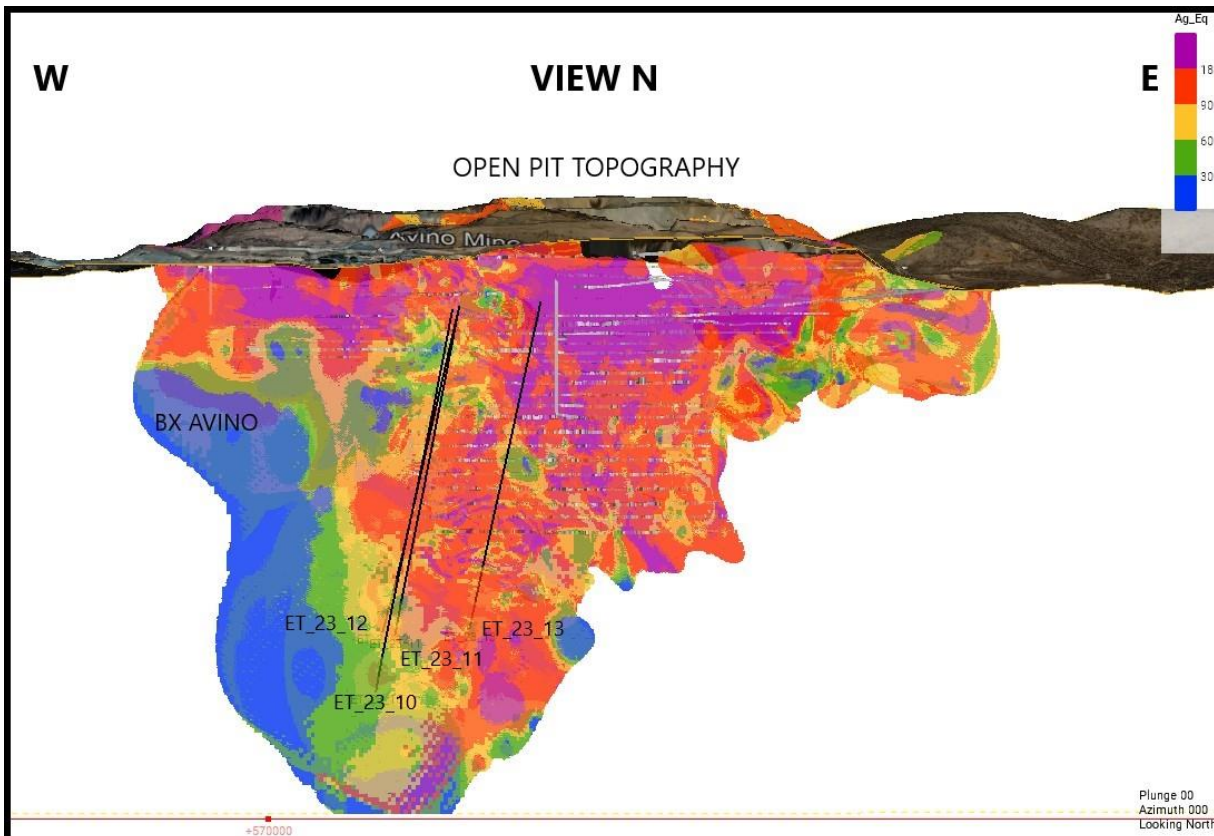 Ag_Eq
W
VIEW N
E
18
90
60
30
OPEN PIT TOPOGRAPHY
Avino Mine
BX AVINO
ET_23_12
ET_23_13
ET_23_11
ET_23_10
Plunge 00
Azimuth 000
Looking North
+570000